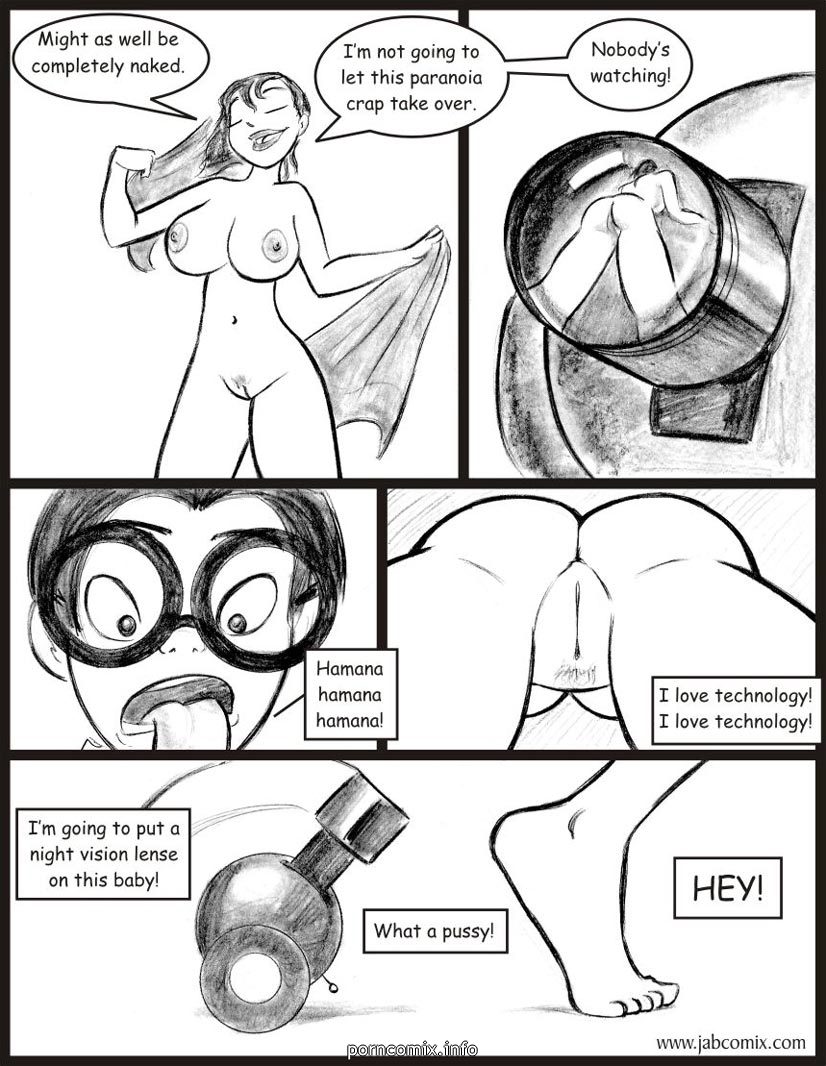 Might as well be
completely naked.
I'm not going to
let this paranoia
crap take over.
Nobody's
watching!
Hamana
hamana
hamana!
I love technology!
I love technology!
I'm going to put a
night vision lense
on this baby!
What a pussy!
HEY!
www.jabcomix.com
porncomix.info